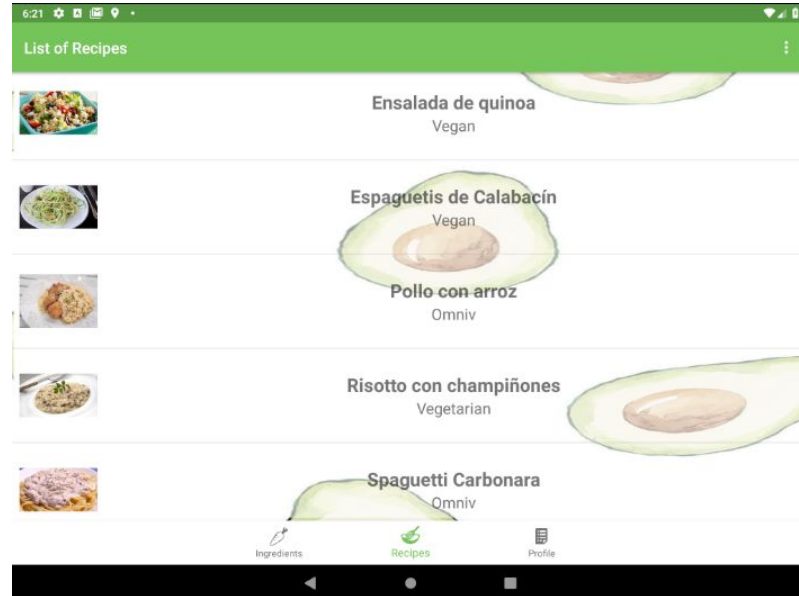 6:21
List of Recipes
Ensalada de quinoa
Vegan
Espaguetis de Calabacín
Vegan
Pollo con arroz
Omniv
Risotto con champiñones
Vegetarian
Spaguetti Carbonara
Omniv
Ingredients
Recipes
Profile